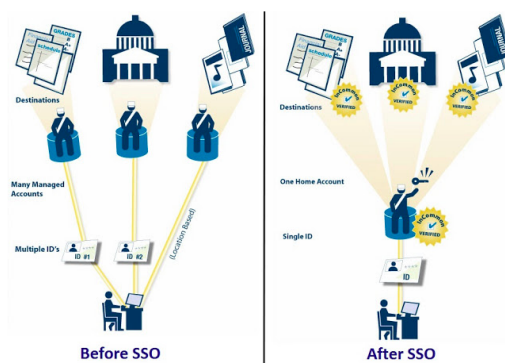 GRADES
B
A+
schedule
JOURNAL
Destinations
Many Managed
Accounts
Multiple ID's
ID #1
ID #2
(Location Based)
Before SSO
GRADES
B
A+
schedule
JOURNAL
Destinations
InCommon
VERIFIED
InCommon
VERIFIED
InCommon
VERIFIED
One Home Account
InCommon
VERIFIED
Single ID
ID
After SSO